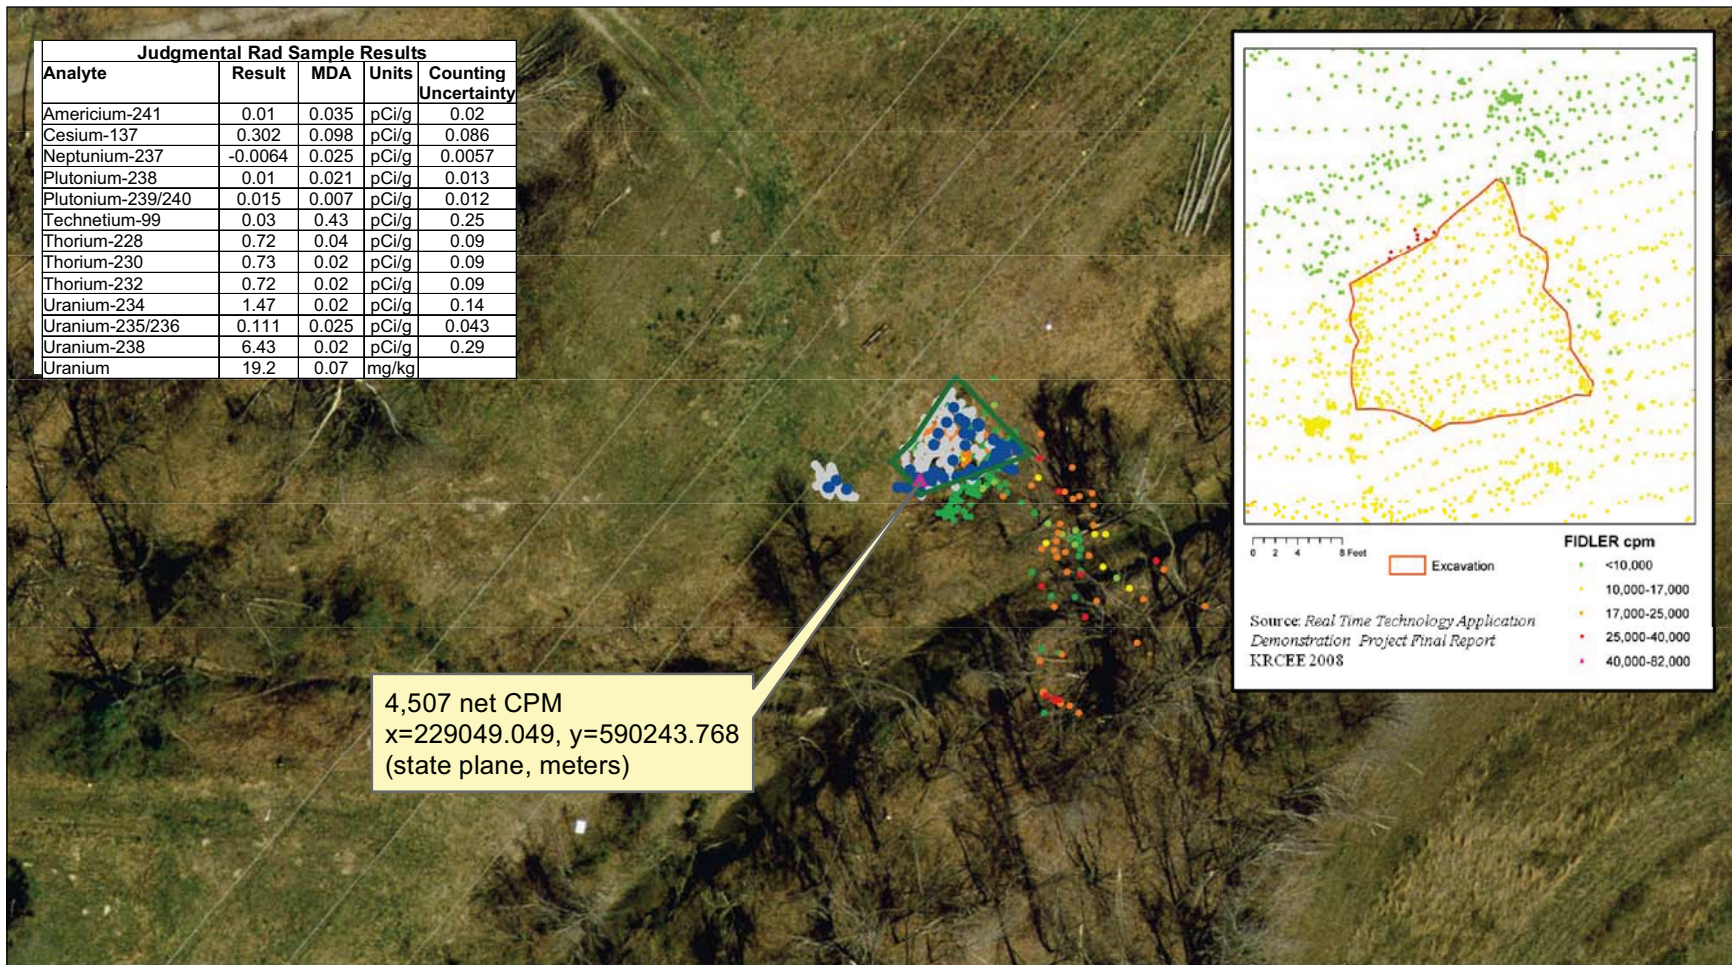 Judgmental Rad Sample Results
Analyte Result MDA Units Counting Uncertainty
Americium-241 0.01 0.035 pCi/g 0.02
Cesium-137 0.302 0.098 pCi/g 0.086
Neptunium-237 -0.0064 0.025 pCi/g 0.0057
Plutonium-238 0.01 0.021 pCi/g 0.013
Plutonium-239/240 0.015 0.007 pCi/g 0.012
Technetium-99 0.03 0.43 pCi/g 0.25
Thorium-228 0.72 0.04 pCi/g 0.09
Thorium-230 0.73 0.02 pCi/g 0.09
Thorium-232 0.72 0.02 pCi/g 0.09
Uranium-234 1.47 0.02 pCi/g 0.14
Uranium-235/236 0.111 0.025 pCi/g 0.043
Uranium-238 6.43 0.02 pCi/g 0.29
Uranium 19.2 0.07 mg/kg
4,507 net CPM
x=229049.049, y=590243.768
(state plane, meters)
0 2 4 8 Feet
Excavation
FIDLER cpm
<10,000
10,000-17,000
17,000-25,000
25,000-40,000
40,000-82,000
Source: Real Time Technology Application
Demonstration Project Final Report
KRCEE 2008